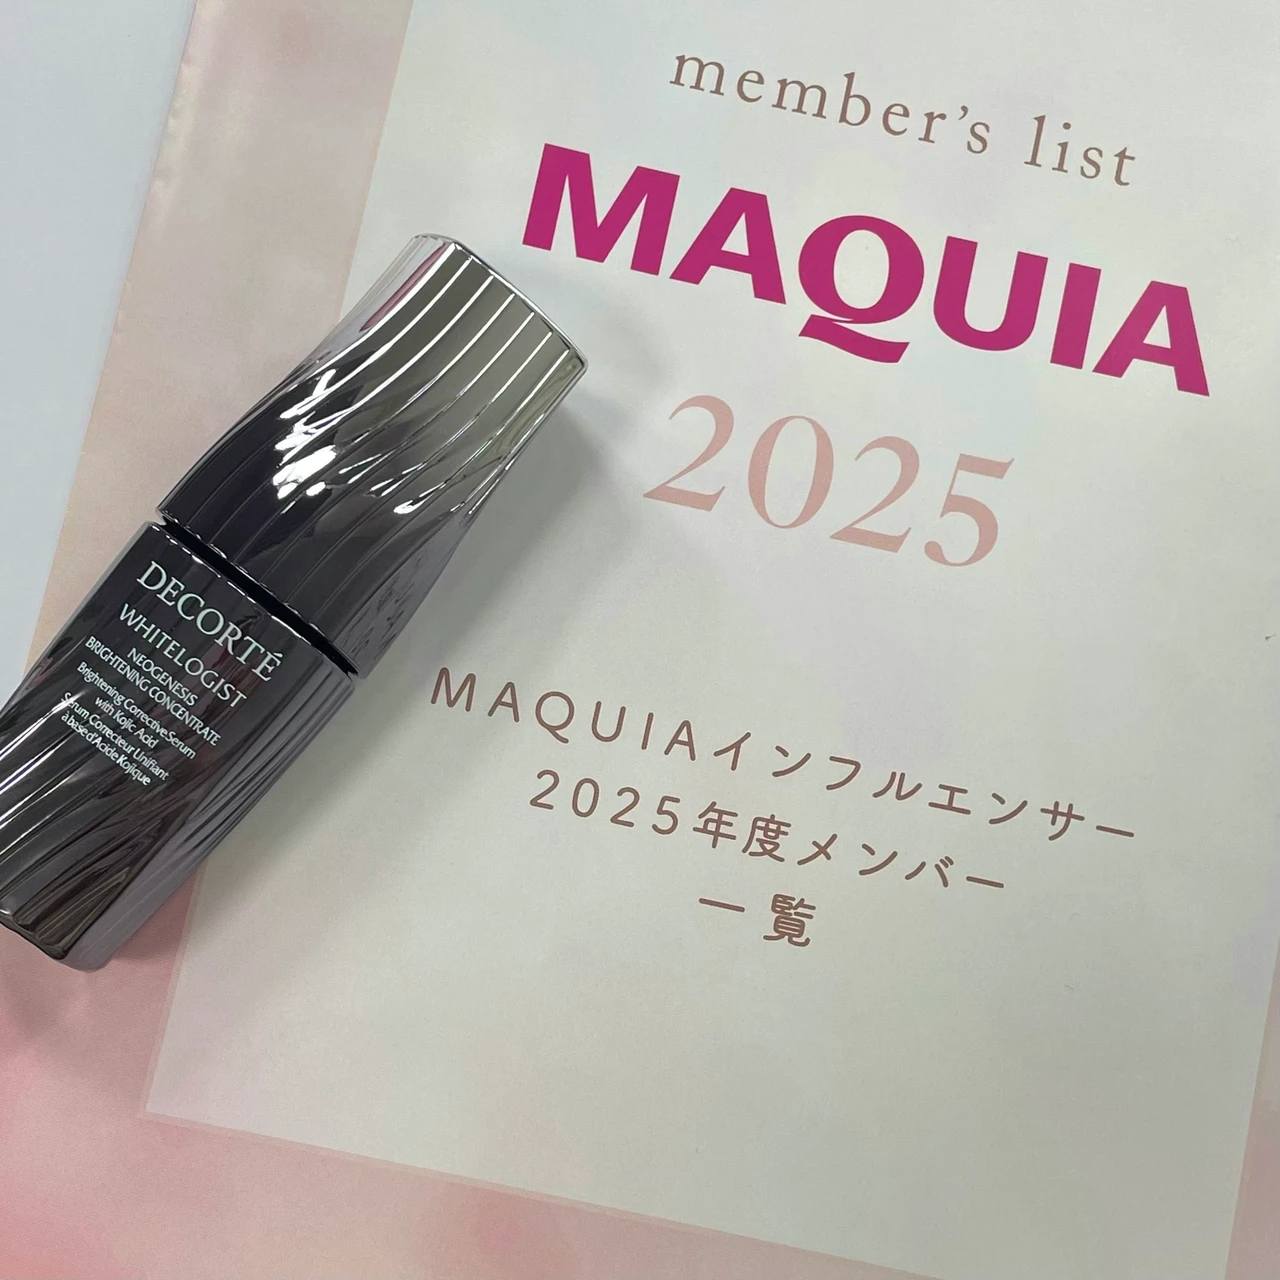 member's list
MAQUIA
2025
MAQUIAインフルエンサー
2025年度メンバー
一覧
DECORTÉ
WHITELOGIST
NEOGENESIS
BRIGHTENING CONCENTRATE
Brightening Corrective Serum
with Kojic Acid
Serum Correcteur Unifiant
à base d'Acide Kojique